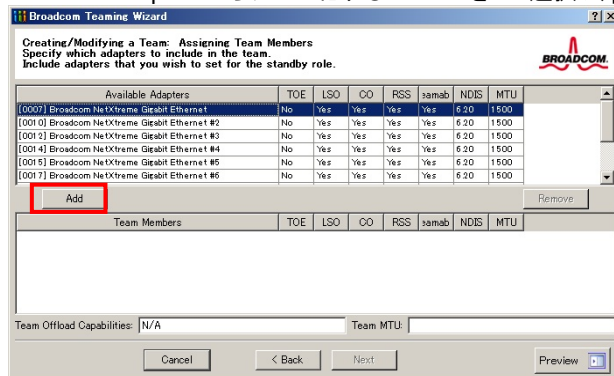 Broadcom Teaming Wizard
Creating/Modifying a Team: Assigning Team Members
Specify which adapters to include in the team.
Include adapters that you wish to set for the standby role.
BROADCOM.
Available Adapters TOE LSO CO RSS eamab NDIS MTU
[0007] Broadcom NetXtreme Gigabit Ethernet No Yes Yes Yes Yes 6.20 1500
[0010] Broadcom NetXtreme Gigabit Ethernet #2 No Yes Yes Yes Yes 6.20 1500
[0012] Broadcom NetXtreme Gigabit Ethernet #3 No Yes Yes Yes Yes 6.20 1500
[0014] Broadcom NetXtreme Gigabit Ethernet #4 No Yes Yes Yes Yes 6.20 1500
[0015] Broadcom NetXtreme Gigabit Ethernet #5 No Yes Yes Yes Yes 6.20 1500
[0017] Broadcom NetXtreme Gigabit Ethernet #6 No Yes Yes Yes Yes 6.20 1500
Add Remove
Team Members TOE LSO CO RSS eamab NDIS MTU
Team Offload Capabilities: N/A Team MTU:
Cancel < Back Next Preview